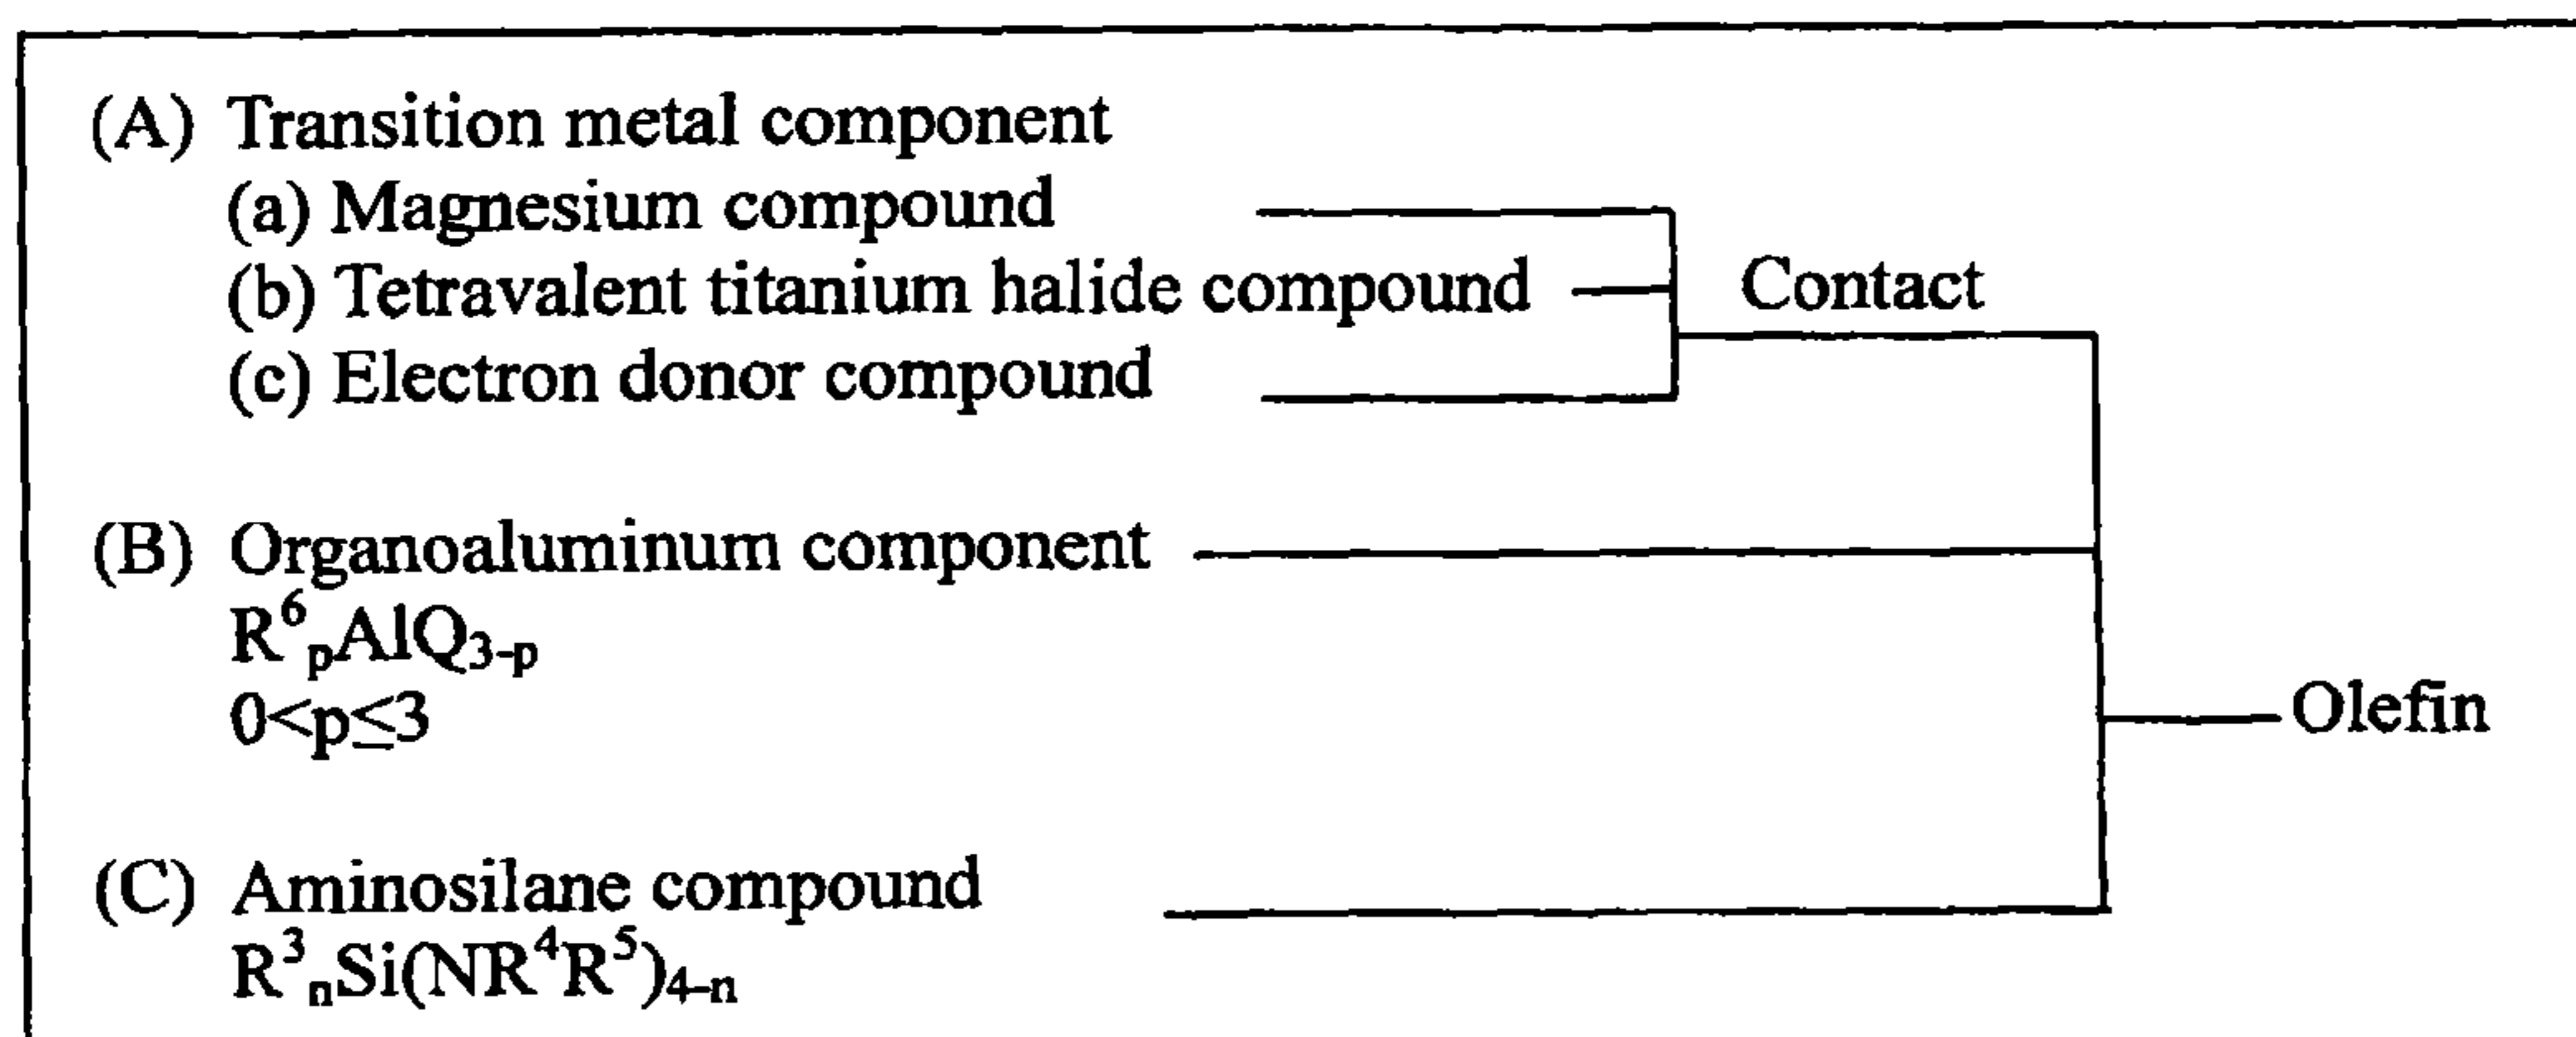 (A) Transition metal component
(a) Magnesium compound
(b) Tetravalent titanium halide compound
Contact
(c) Electron donor compound
(B) Organoaluminum component
R⁶ₚAlQ₃₋ₚ
0<p≤3
Olefin
(C) Aminosilane compound
R³ₙSi(NR⁴R⁵)₄₋ₙ